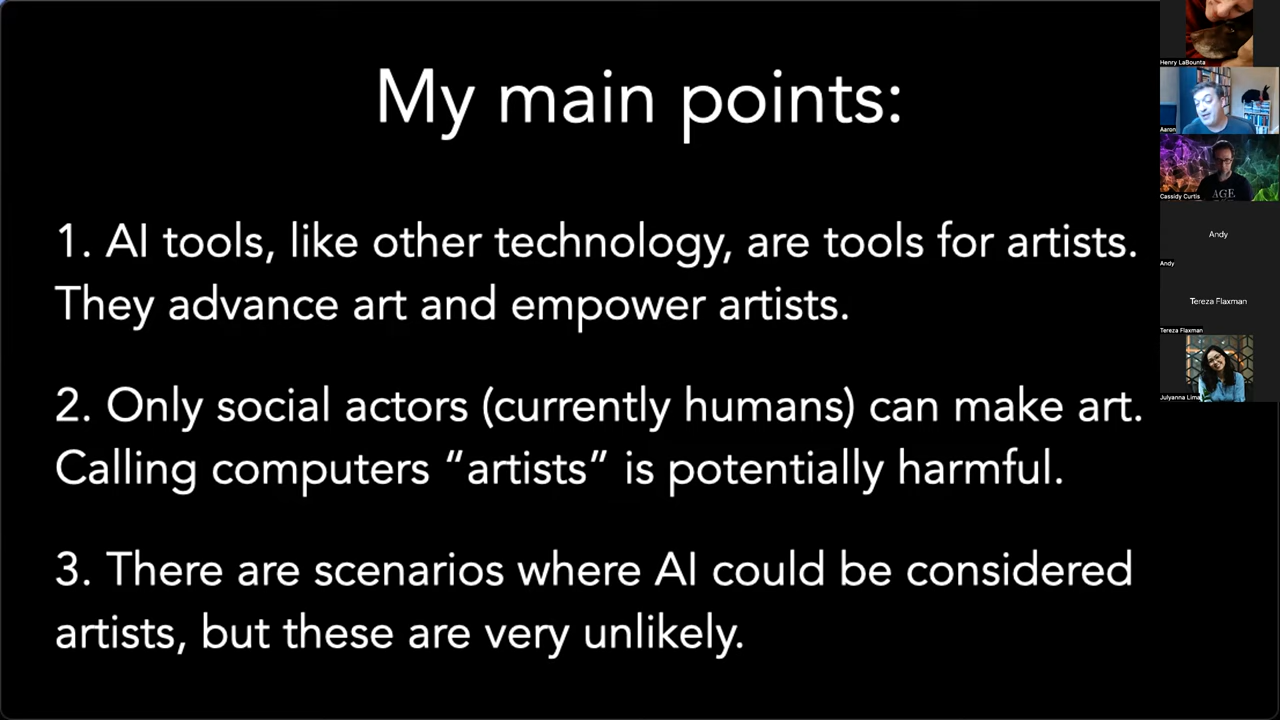 My main points:
1. AI tools, like other technology, are tools for artists.
They advance art and empower artists.
2. Only social actors (currently humans) can make art.
Calling computers “artists” is potentially harmful.
3. There are scenarios where AI could be considered
artists, but these are very unlikely.
Henry LaBounta
Aaron
AGE
Cassidy Curtis
Andy
Andy
Tereza Flaxman
Tereza Flaxman
Julyanna Lima